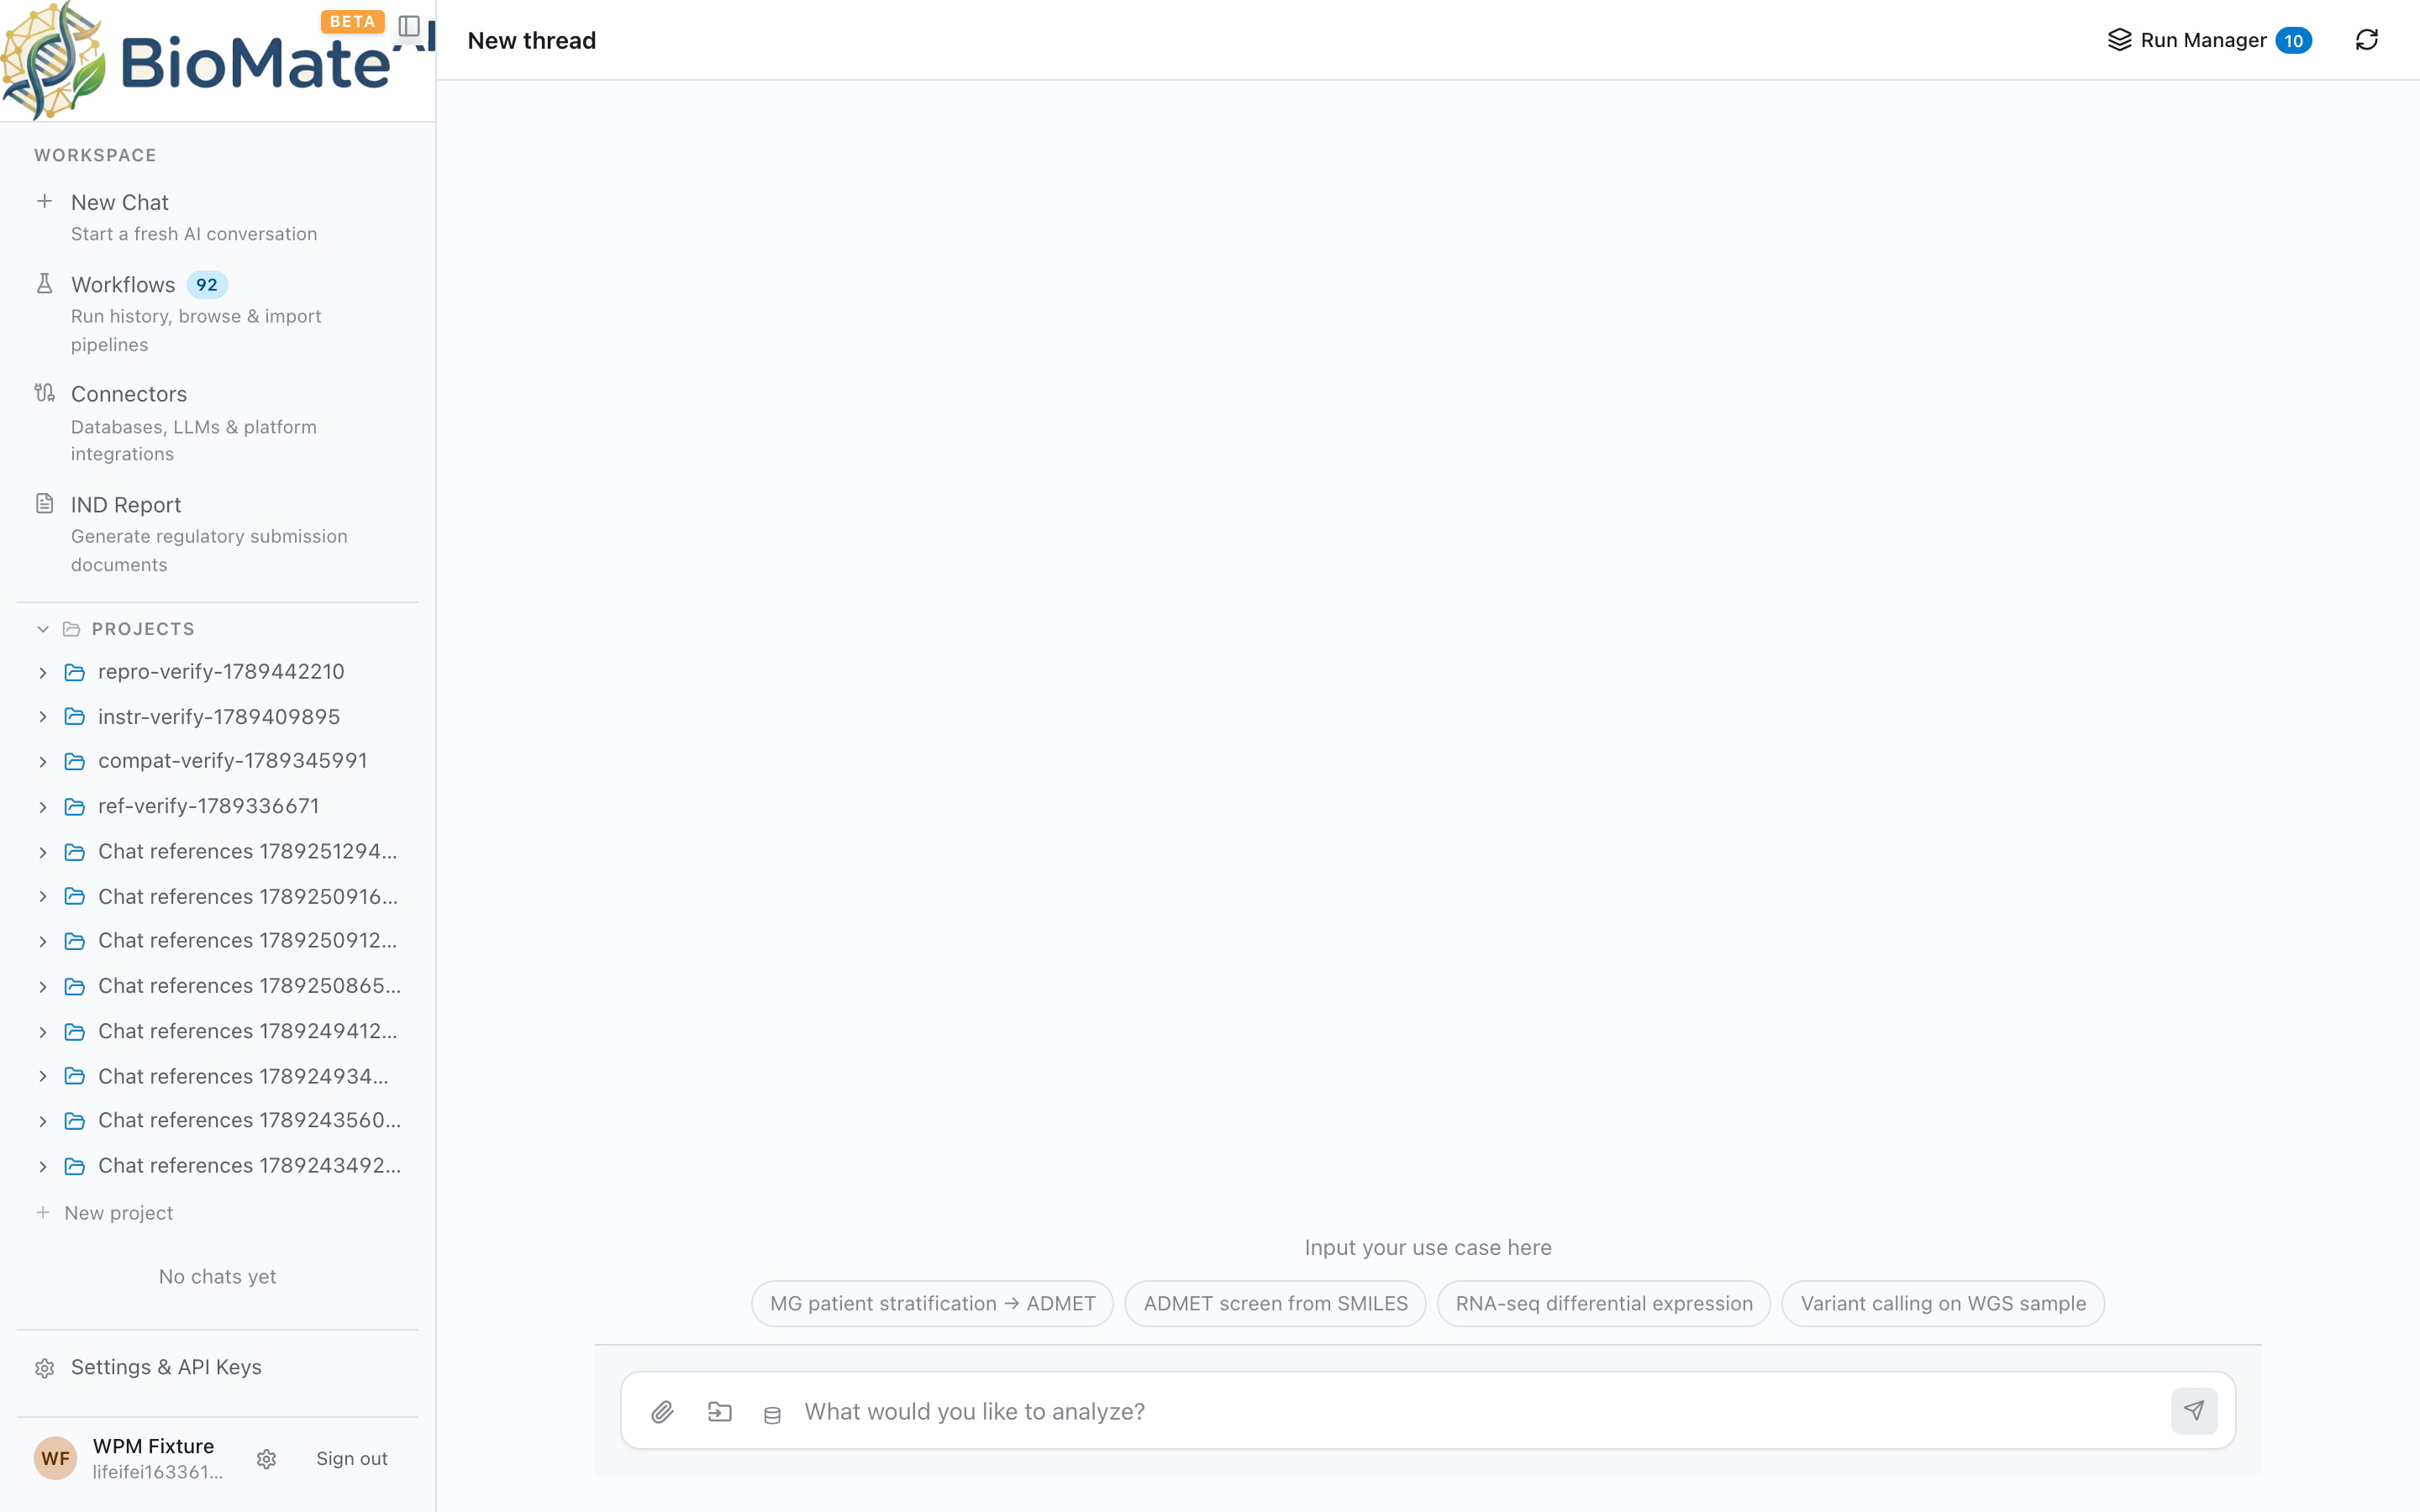 BioMate
BETA
AI
WORKSPACE
New Chat
Start a fresh AI conversation
Workflows 92
Run history, browse & import
pipelines
Connectors
Databases, LLMs & platform
integrations
IND Report
Generate regulatory submission
documents
PROJECTS
repro-verify-1789442210
instr-verify-1789409895
compat-verify-1789345991
ref-verify-1789336671
Chat references 1789251294...
Chat references 1789250916...
Chat references 1789250912...
Chat references 1789250865...
Chat references 1789249412...
Chat references 178924934...
Chat references 1789243560...
Chat references 1789243492...
New project
No chats yet
Settings & API Keys
WF
WPM Fixture
lifeifei163361...
Sign out
New thread
Run Manager 10
Input your use case here
MG patient stratification → ADMET
ADMET screen from SMILES
RNA-seq differential expression
Variant calling on WGS sample
What would you like to analyze?